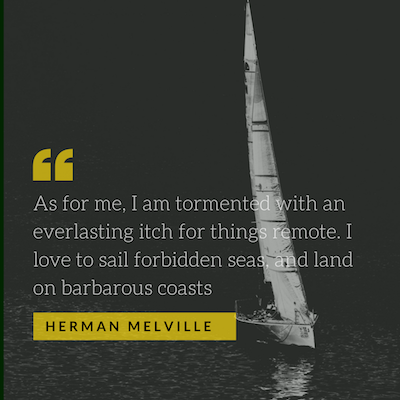 As for me, I am tormented with an
everlasting itch for things remote. I
love to sail forbidden seas, and land
on barbarous coasts
HERMAN MELVILLE